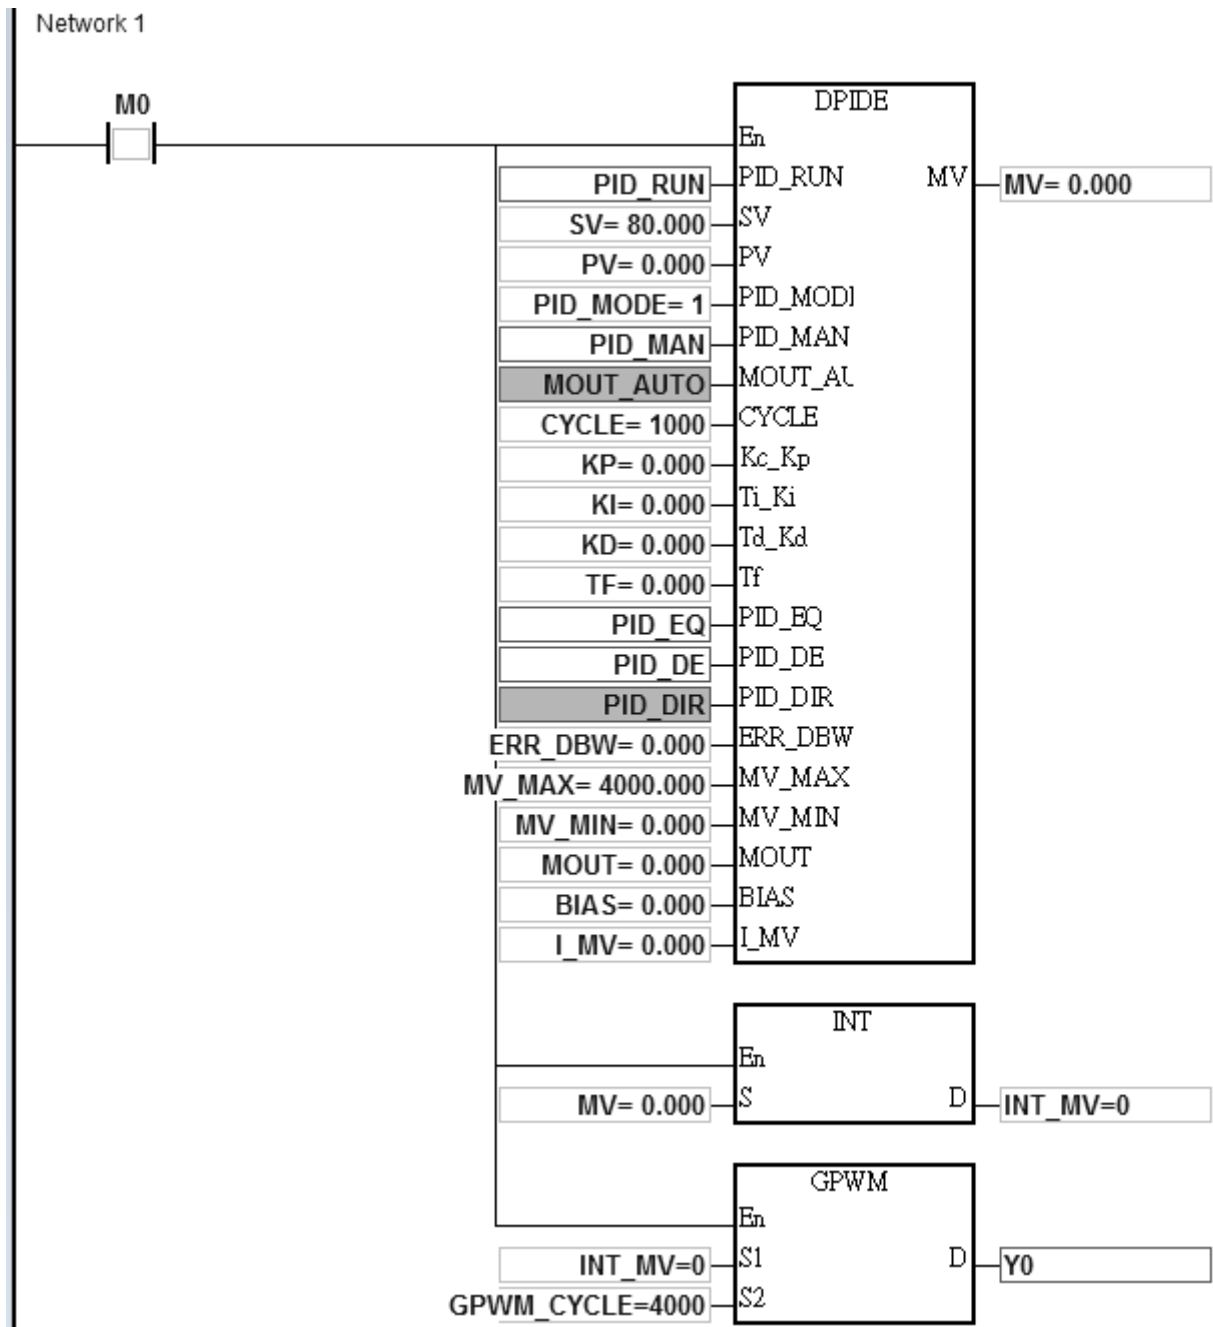 Network 1
M0
DPIDE
En
PID_RUN PID_RUN MV MV= 0.000
SV= 80.000 SV
PV= 0.000 PV
PID_MODE= 1 PID_MODI
PID_MAN PID_MAN
MOUT_AUTO MOUT_AU
CYCLE= 1000 CYCLE
KP= 0.000 Kc_Kp
KI= 0.000 Ti_Ki
KD= 0.000 Td_Kd
TF= 0.000 Tf
PID_EQ PID_EQ
PID_DE PID_DE
PID_DIR PID_DIR
ERR_DBW= 0.000 ERR_DBW
MV_MAX= 4000.000 MV_MAX
MV_MIN= 0.000 MV_MIN
MOUT= 0.000 MOUT
BIAS= 0.000 BIAS
I_MV= 0.000 I_MV
INT
En
MV= 0.000 S D INT_MV=0
GPWM
En
INT_MV=0 S1 D Y0
GPWM_CYCLE=4000 S2